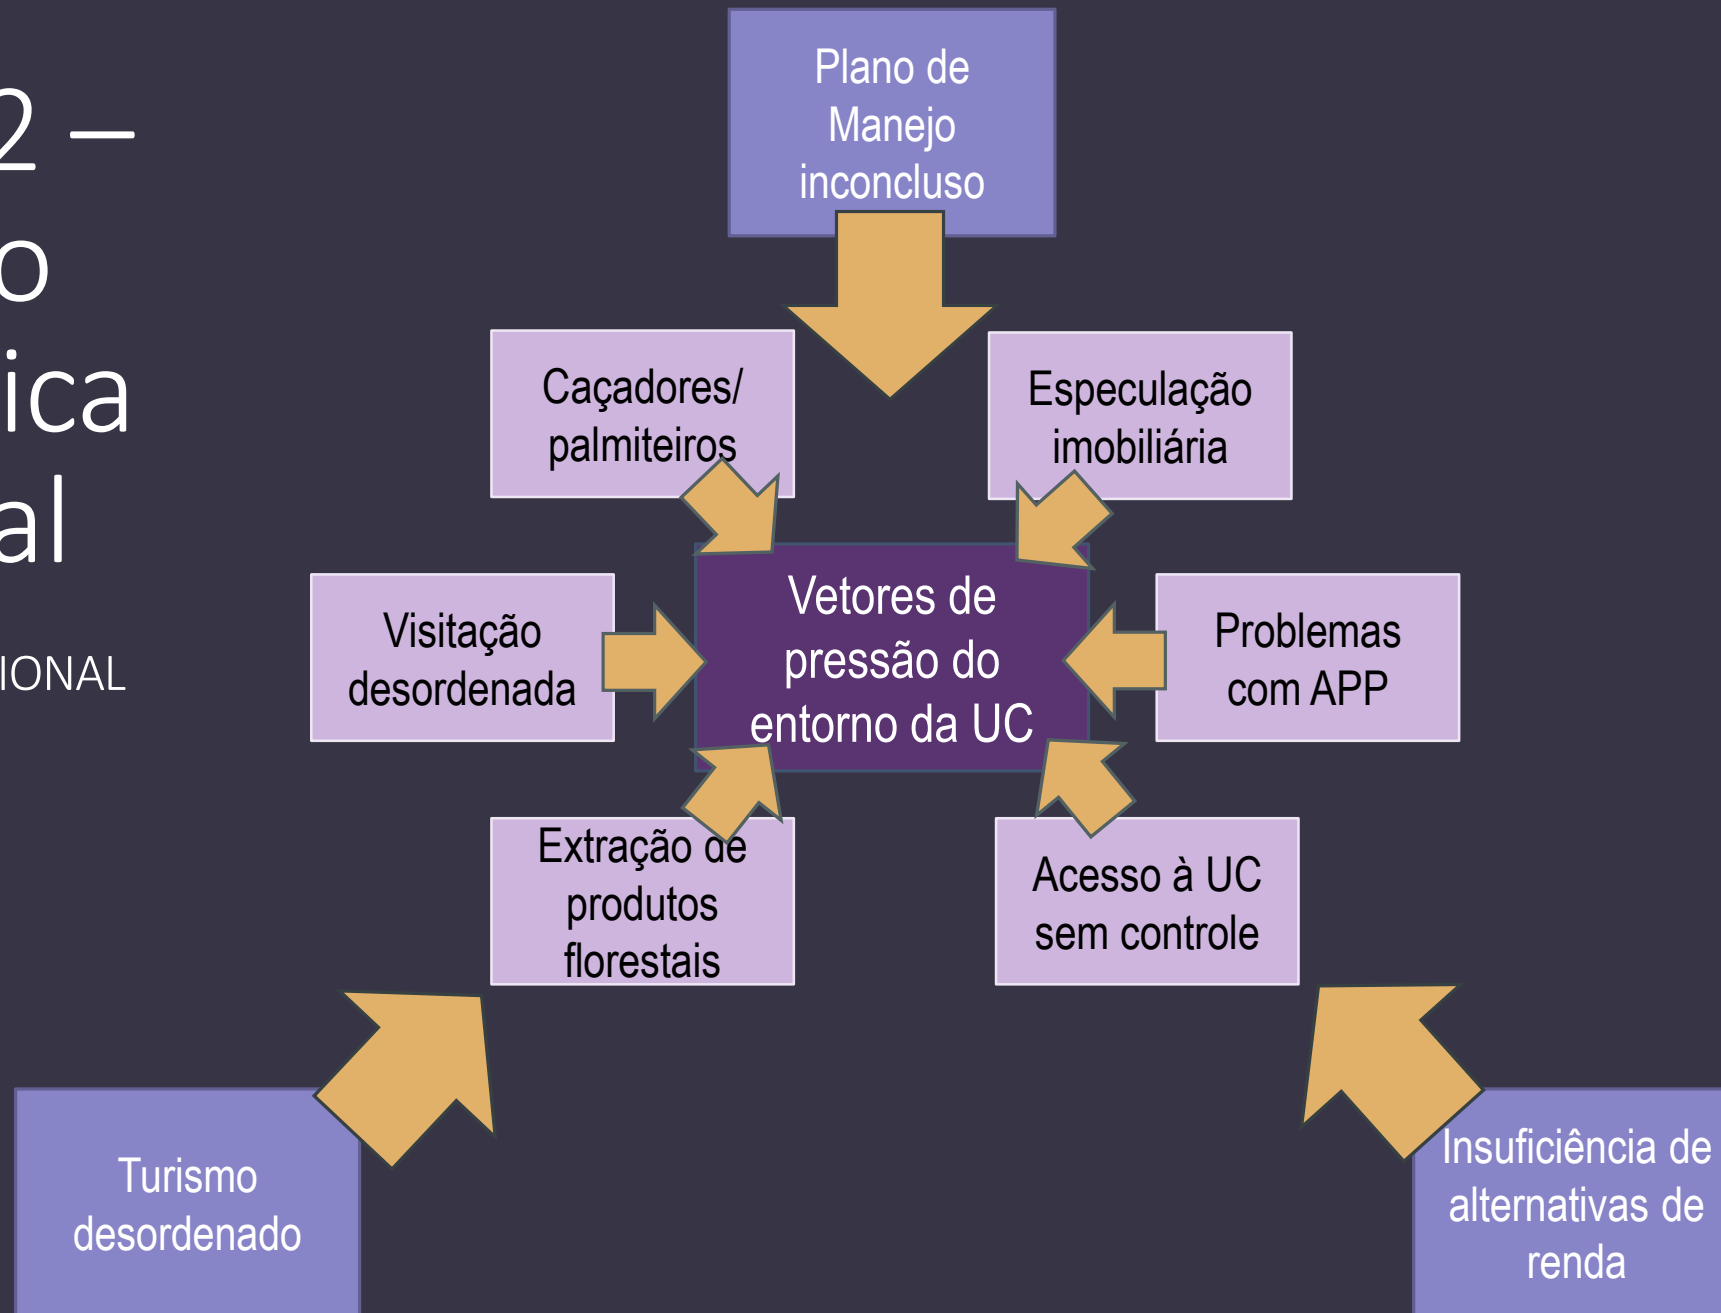 2 –
o
ica
al
IONAL
Plano de
Manejo
inconcluso
Caçadores/
palmiteiros
Especulação
imobiliária
Visitação
desordenada
Vetores de
pressão do
entorno da UC
Problemas
com APP
Extração de
produtos
florestais
Acesso à UC
sem controle
Turismo
desordenado
Insuficiência de
alternativas de
renda